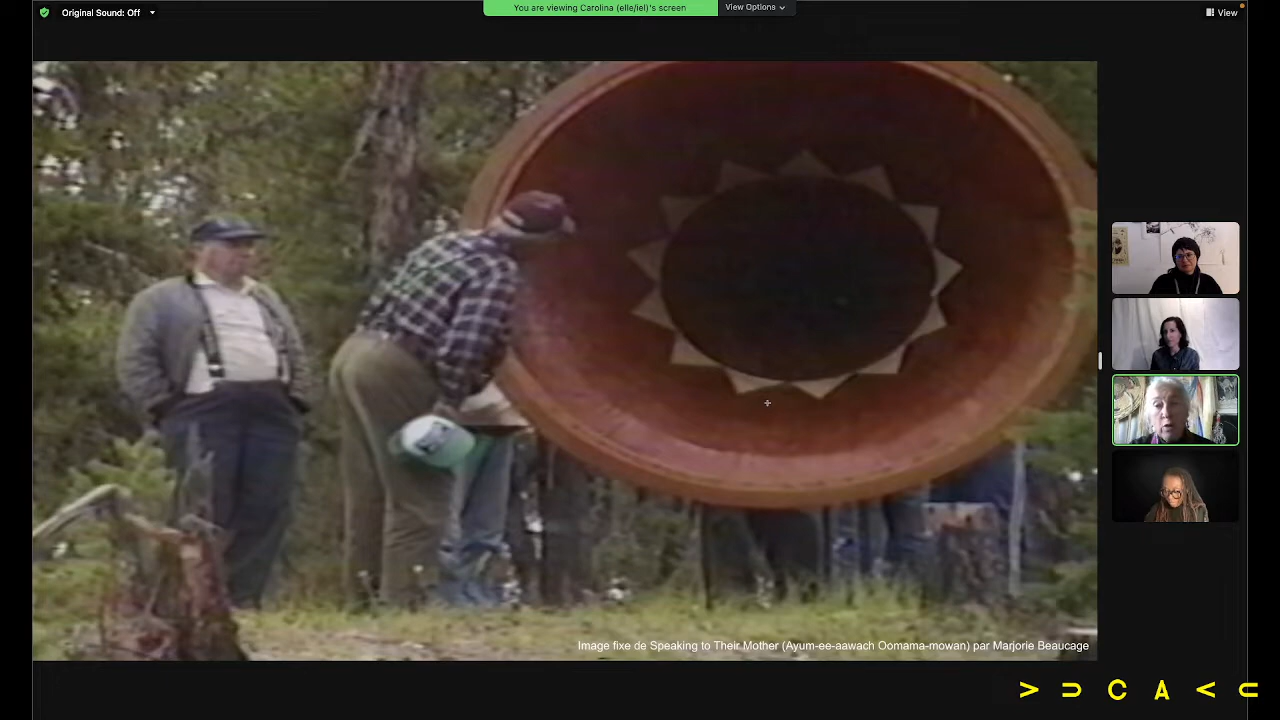 Original Sound: Off
You are viewing Carolina (elle/iel)'s screen
View Options
View
Image fixe de Speaking to Their Mother (Ayum-ee-aawach Oomama-mowan) par Marjorie Beaucage